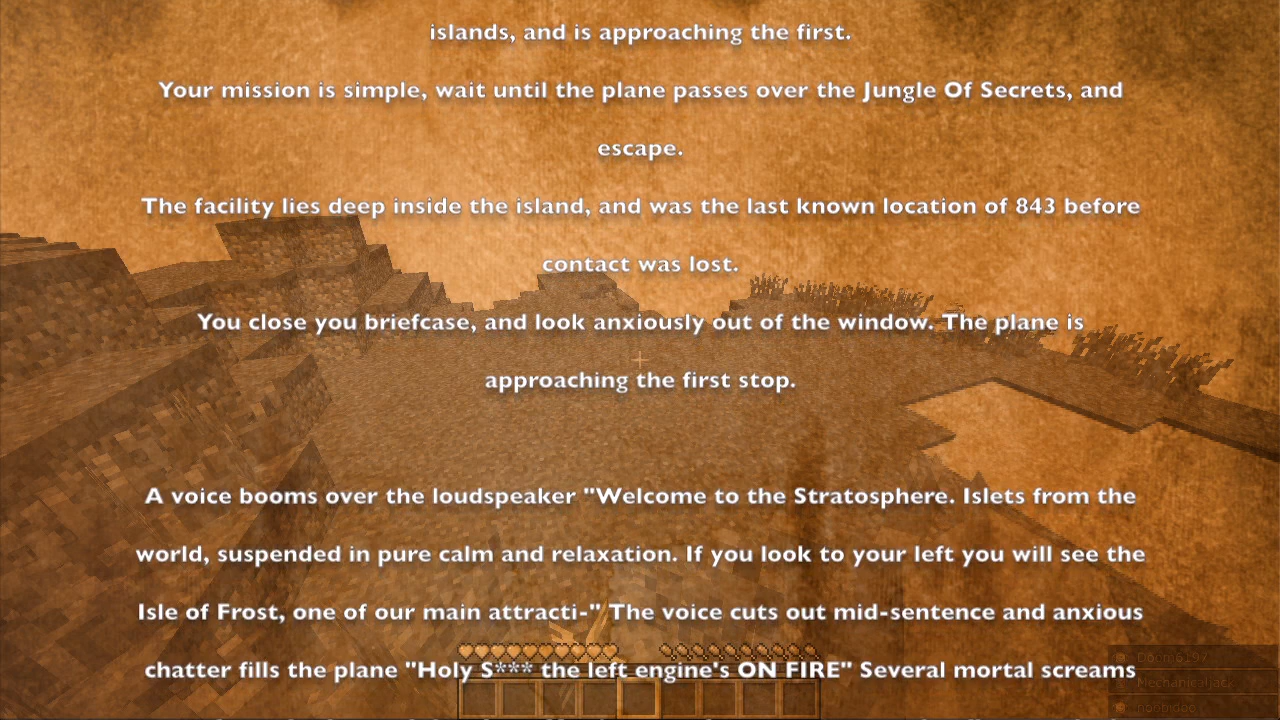 islands, and is approaching the first.
Your mission is simple, wait until the plane passes over the Jungle Of Secrets, and
escape.
The facility lies deep inside the island, and was the last known location of 843 before
contact was lost.
You close you briefcase, and look anxiously out of the window. The plane is
approaching the first stop.
A voice booms over the loudspeaker "Welcome to the Stratosphere. Islets from the
world, suspended in pure calm and relaxation. If you look to your left you will see the
Isle of Frost, one of our main attracti-" The voice cuts out mid-sentence and anxious
chatter fills the plane "Holy S*** the left engine's ON FIRE" Several mortal screams